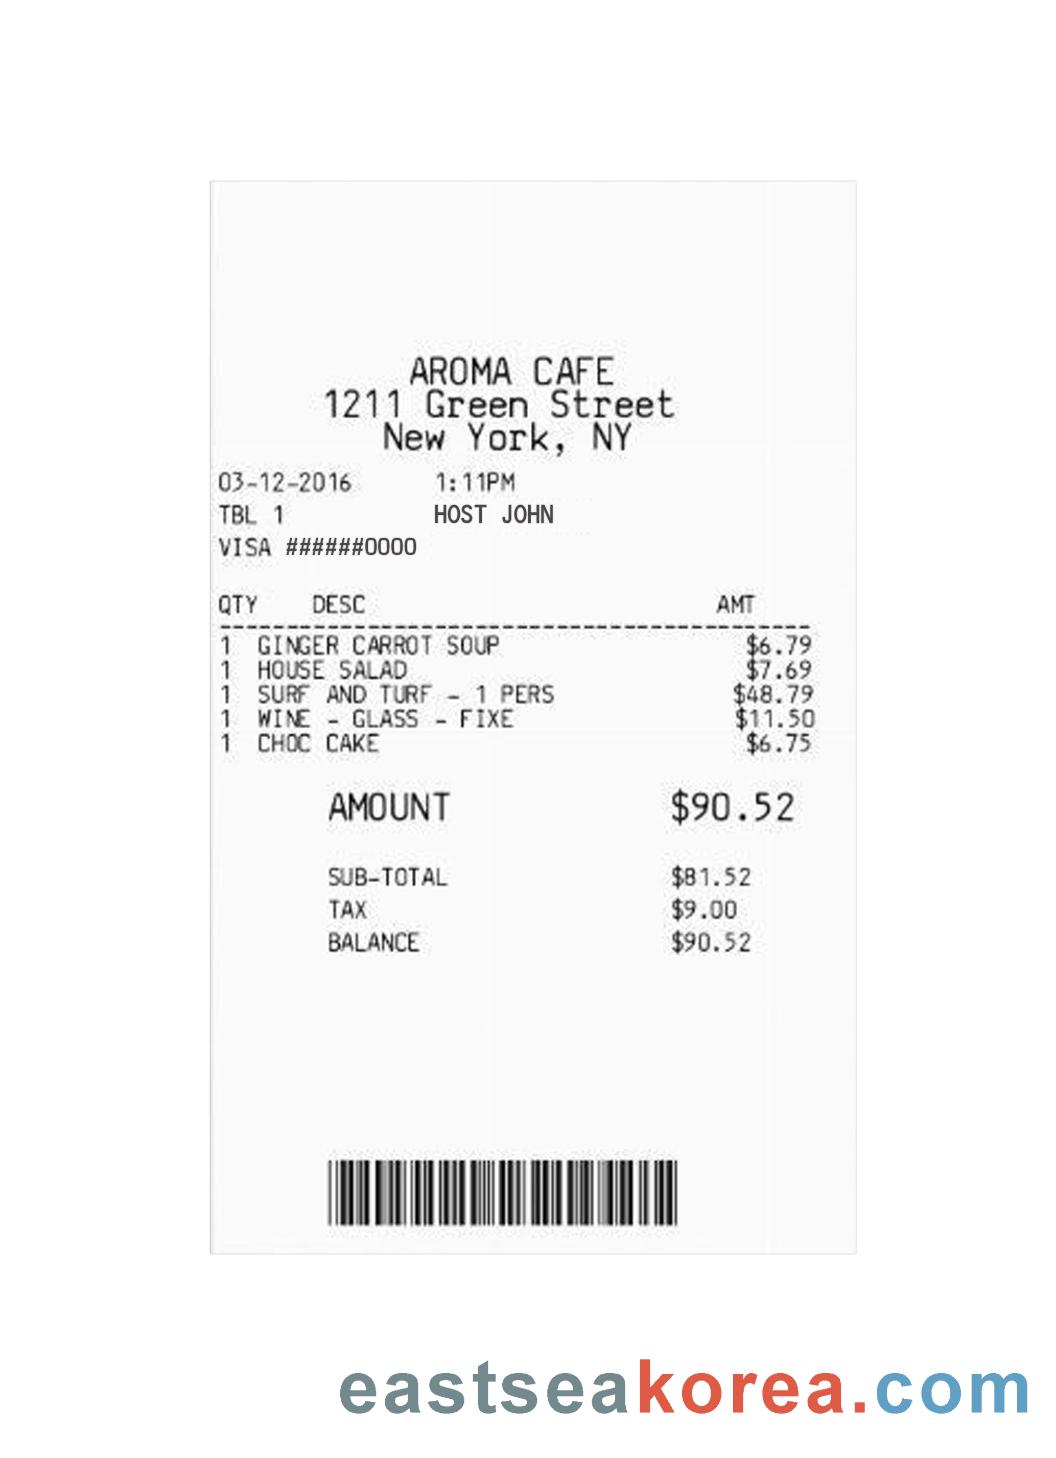 AROMA CAFE
1211 Green Street
New York, NY
03-12-2016 1:11PM
TBL 1 HOST JOHN
VISA ######0000
QTY DESC AMT
--------------------------------------------
1 GINGER CARROT SOUP $6.79
1 HOUSE SALAD $7.69
1 SURF AND TURF - 1 PERS $48.79
1 WINE - GLASS - FIXE $11.50
1 CHOC CAKE $6.75
AMOUNT $90.52
SUB-TOTAL $81.52
TAX $9.00
BALANCE $90.52
eastseakorea.com